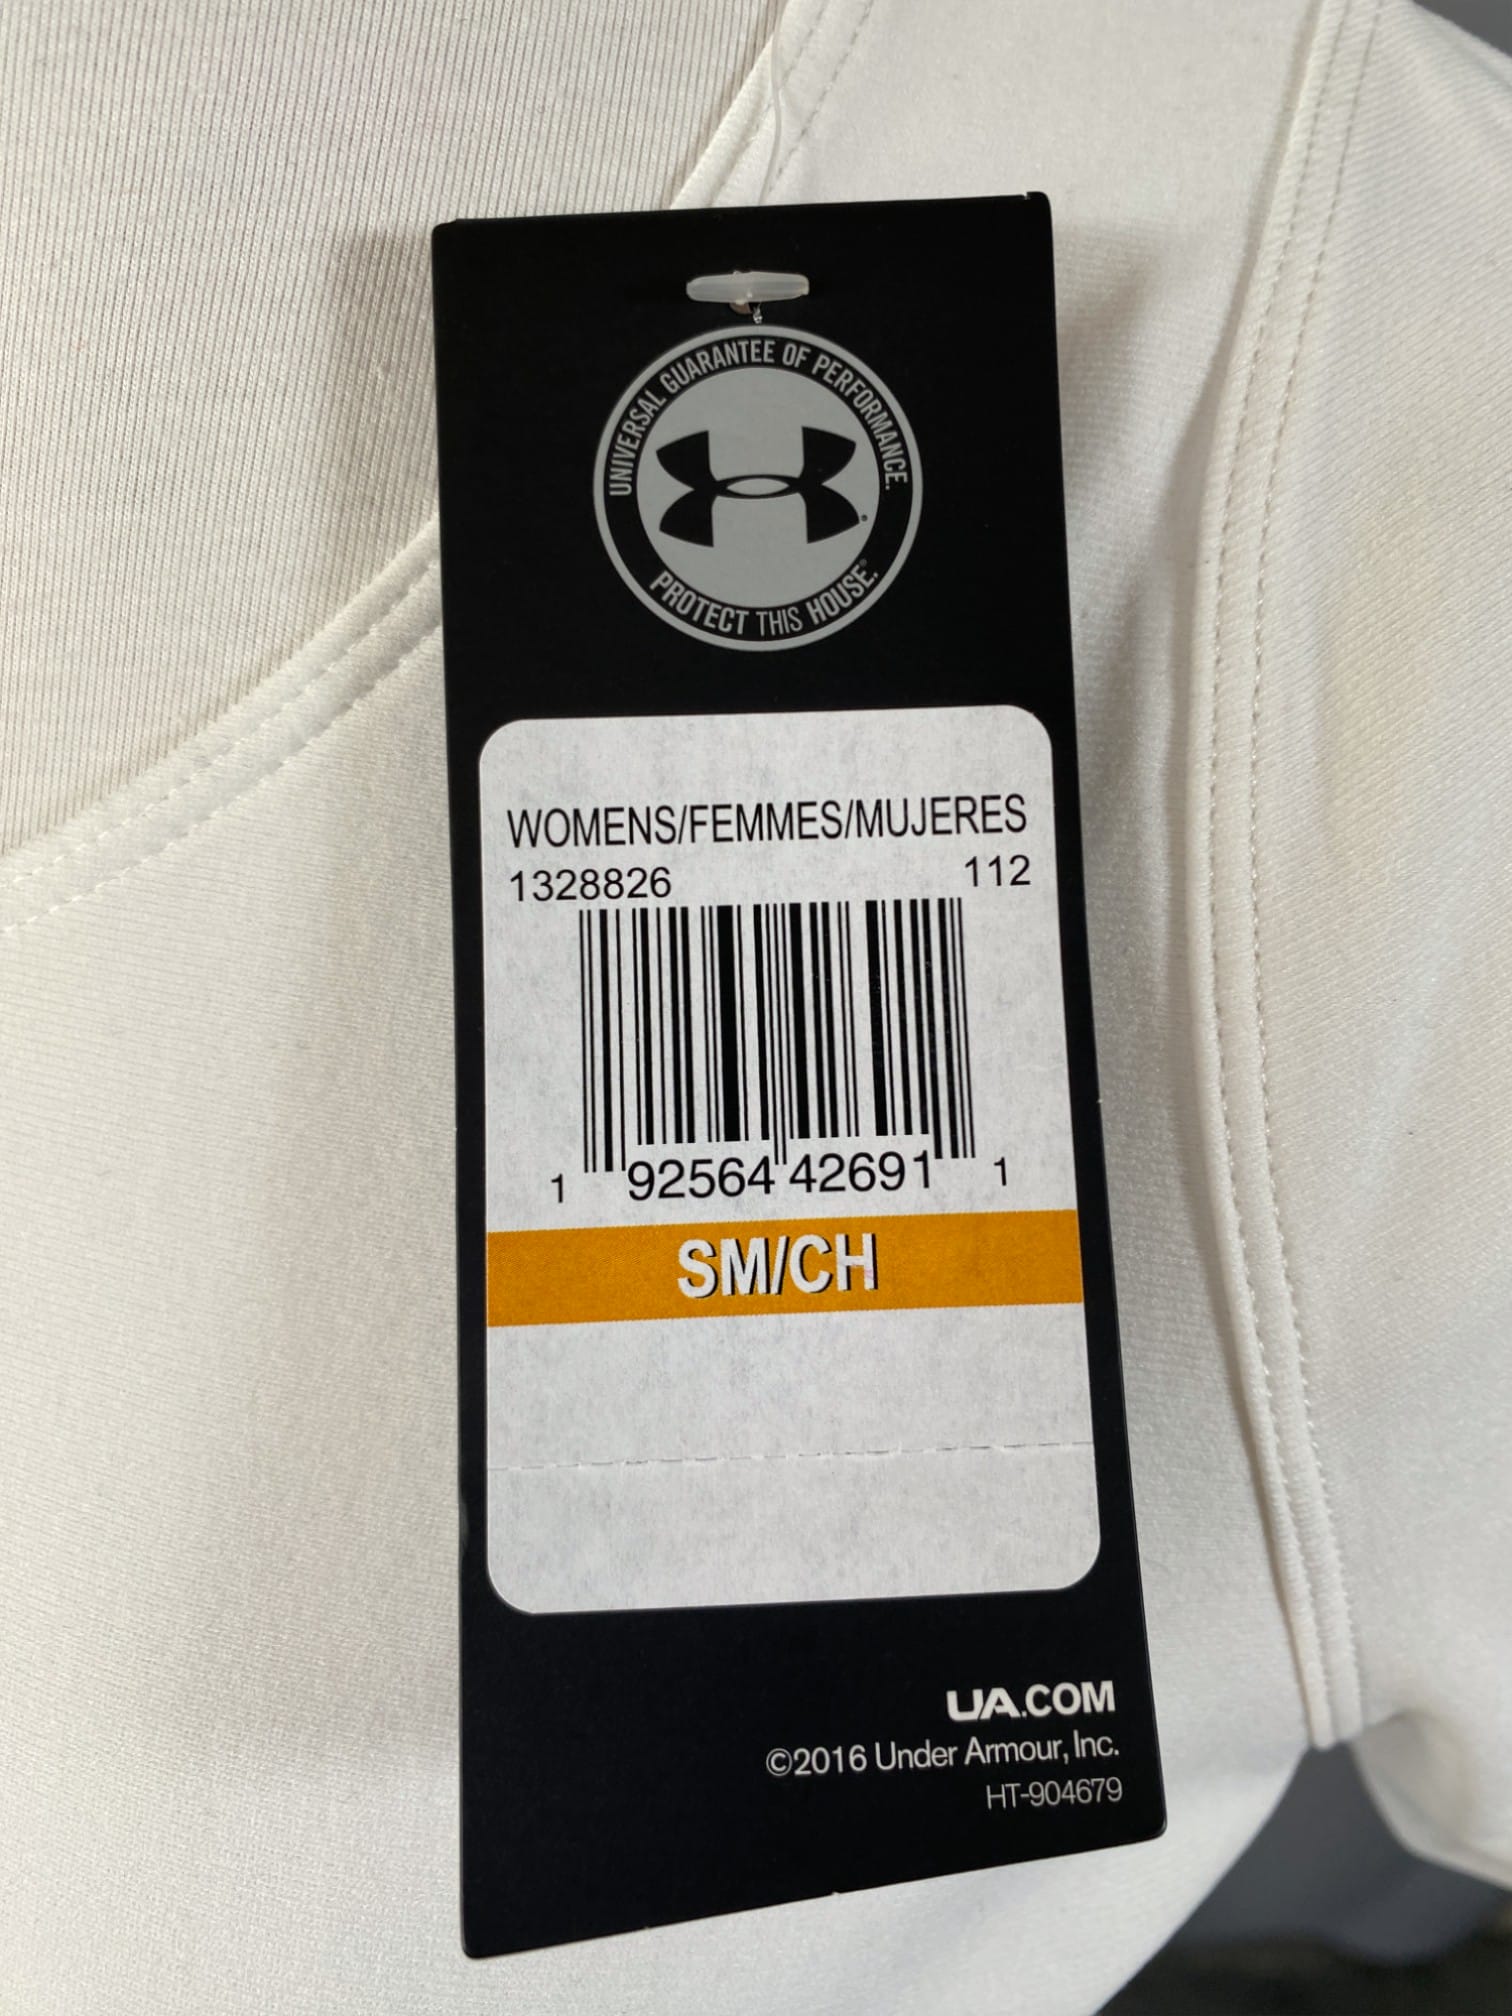 UNIVERSAL GUARANTEE OF PERFORMANCE.
PROTECT THIS HOUSE.®
WOMENS/FEMMES/MUJERES
1328826 112
1 92564 42691 1
SM/CH
UA.COM
©2016 Under Armour, Inc.
HT-904679